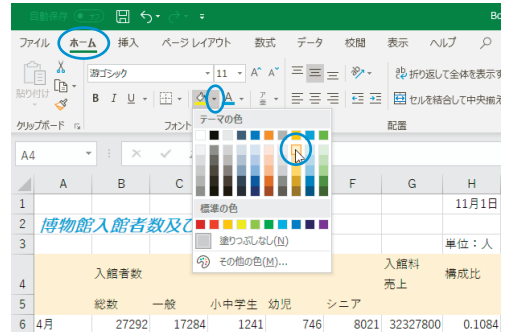 自動保存 オフ Bo
ファイル ホーム 挿入 ページレイアウト 数式 データ 校閲 表示 ヘルプ
貼り付け 游ゴシック 11 A A 折り返して全体を表示す
B I U A セルを結合して中央揃え
クリップボード フォント 配置
テーマの色
A4
A B C F G H
標準の色
塗りつぶしなし(N)
その他の色(M)...
1 11月1日
2 博物館入館者数及び
3 単位：人
4 入館者数 入館料 売上 構成比
5 総数 一般 小中学生 幼児 シニア
6 4月 27292 17284 1241 746 8021 32327800 0.1084